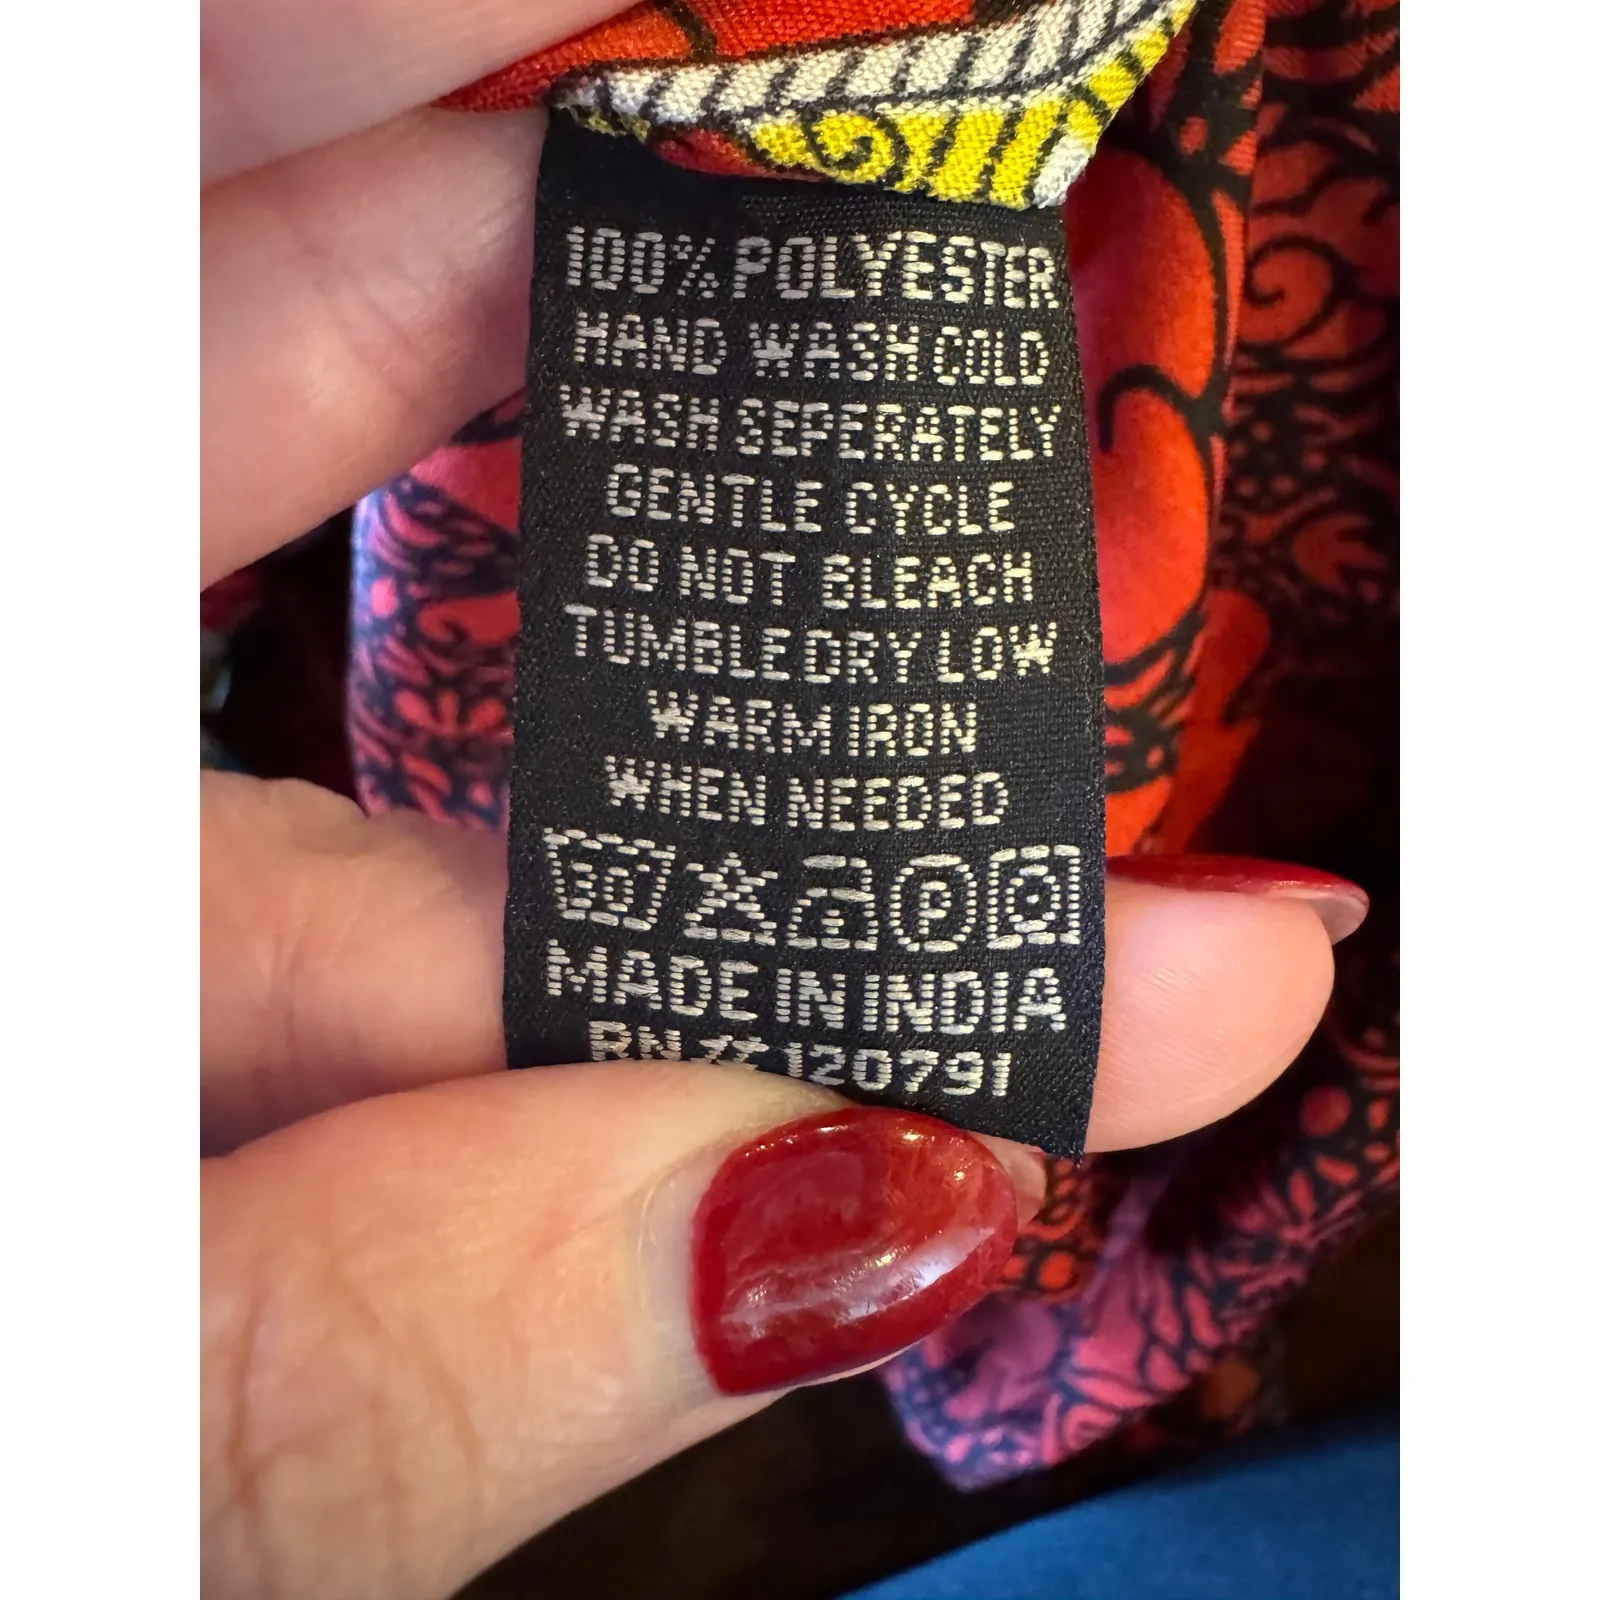 100% POLYESTER
HAND WASH COLD
WASH SEPERATELY
GENTLE CYCLE
DO NOT BLEACH
TUMBLE DRY LOW
WARM IRON
WHEN NEEDED
MADE IN INDIA
RN # 120791